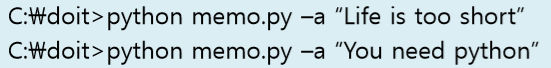 C:₩doit>python memo.py –a “Life is too short”
C:₩doit>python memo.py –a “You need python”